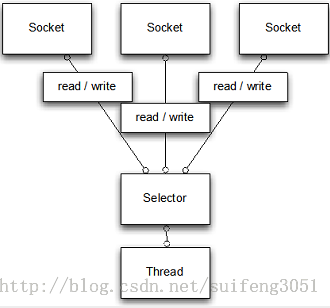 Socket
Socket
Socket
read / write
read / write
read / write
Selector
Thread
http://blog.csdn.net/suifeng3051